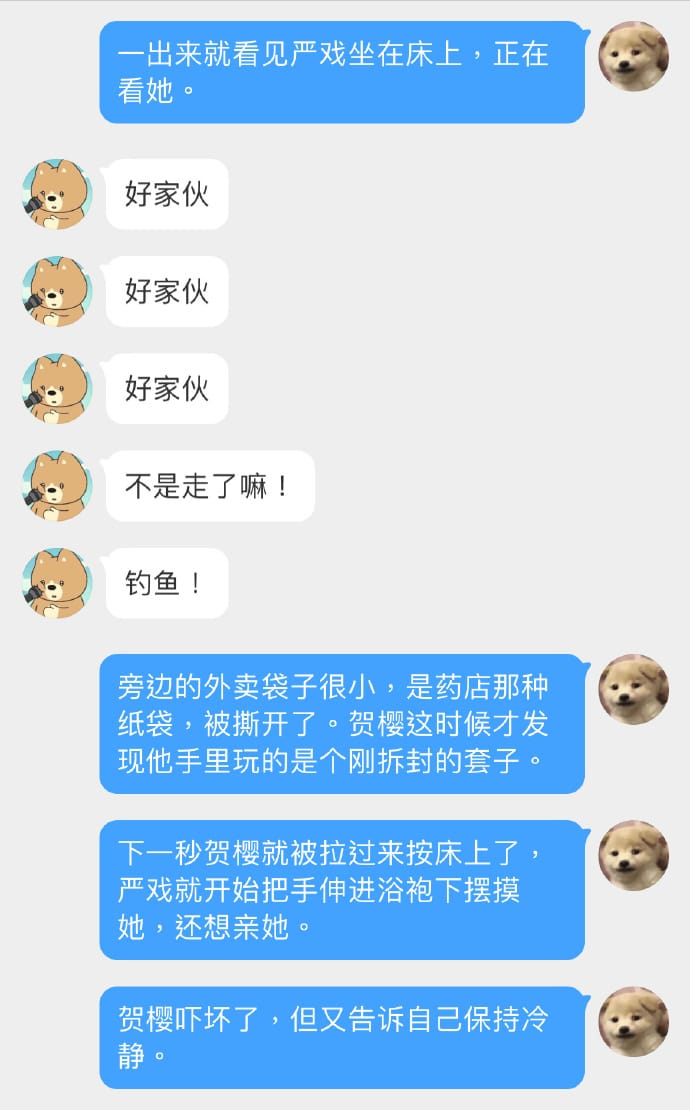 一出来就看见严戏坐在床上，正在
看她。
好家伙
好家伙
好家伙
不是走了嘛！
钓鱼！
旁边的外卖袋子很小，是药店那种
纸袋，被撕开了。贺樱这时候才发
现他手里玩的是个刚拆封的套子。
下一秒贺樱就被拉过来按床上了，
严戏就开始把手伸进浴袍下摆摸
她，还想亲她。
贺樱吓坏了，但又告诉自己保持冷
静。